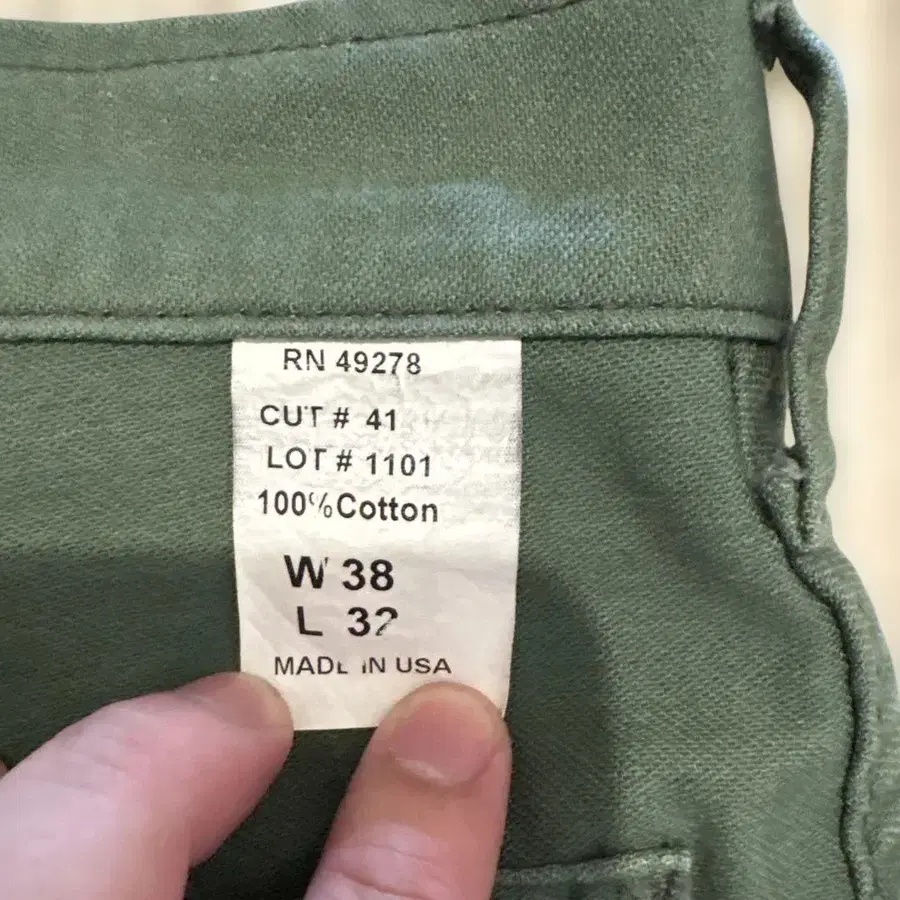 RN 49278
CUT # 41
LOT # 1101
100%Cotton
W 38
L 32
MADE IN USA